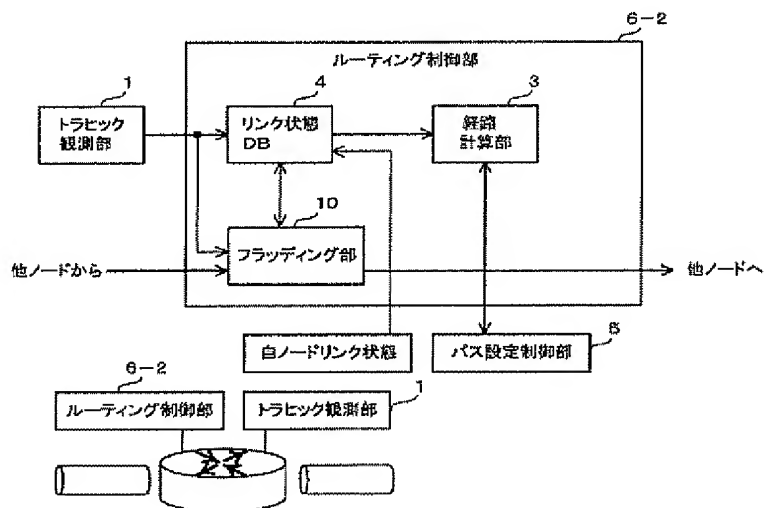 6-2
ルーティング制御部
1
4
3
トラヒック
観測部
リンク状態
DB
経路
計算部
10
フラッディング部
他ノードから
他ノードへ
自ノードリンク状態
パス設定制御部
5
6-2
ルーティング制御部
トラヒック観測部
1